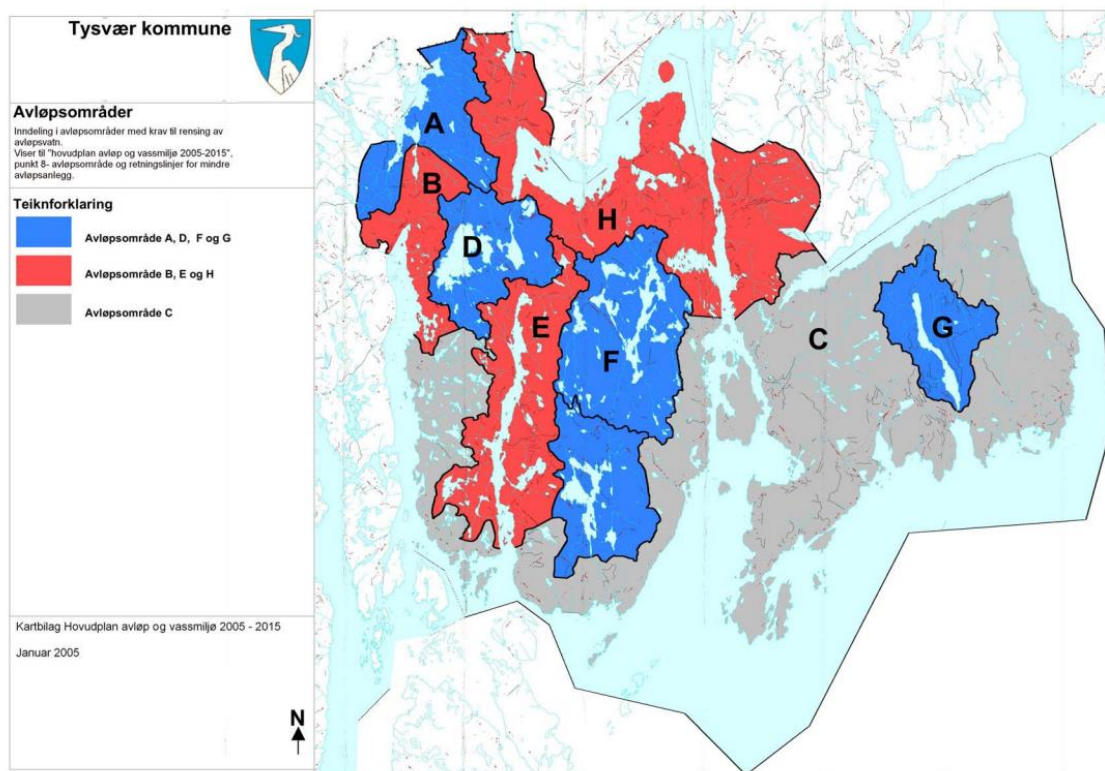 Tysvær kommune
Avløpsområder
Inndeling i avløpsområder med krav til rensing av
avløpsvatn.
Viser til "hovudplan avløp og vassmiljø 2005-2015",
punkt 8- avløpsområde og retningslinjer for mindre
avløpsanlegg.
Teiknforklaring
Avløpsområde A, D, F og G
Avløpsområde B, E og H
Avløpsområde C
Kartbilag Hovudplan avløp og vassmiljø 2005 - 2015
Januar 2005
N
A
B
H
D
E
F
C
G